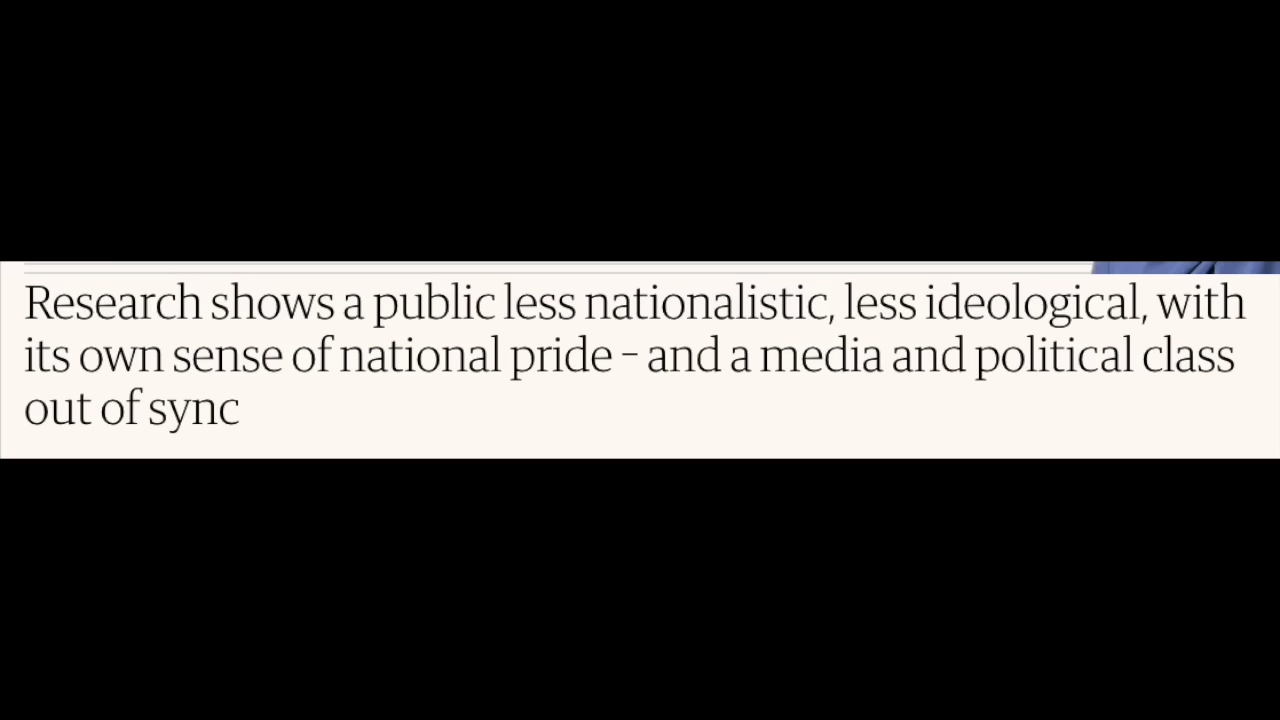 Research shows a public less nationalistic, less ideological, with
its own sense of national pride – and a media and political class
out of sync